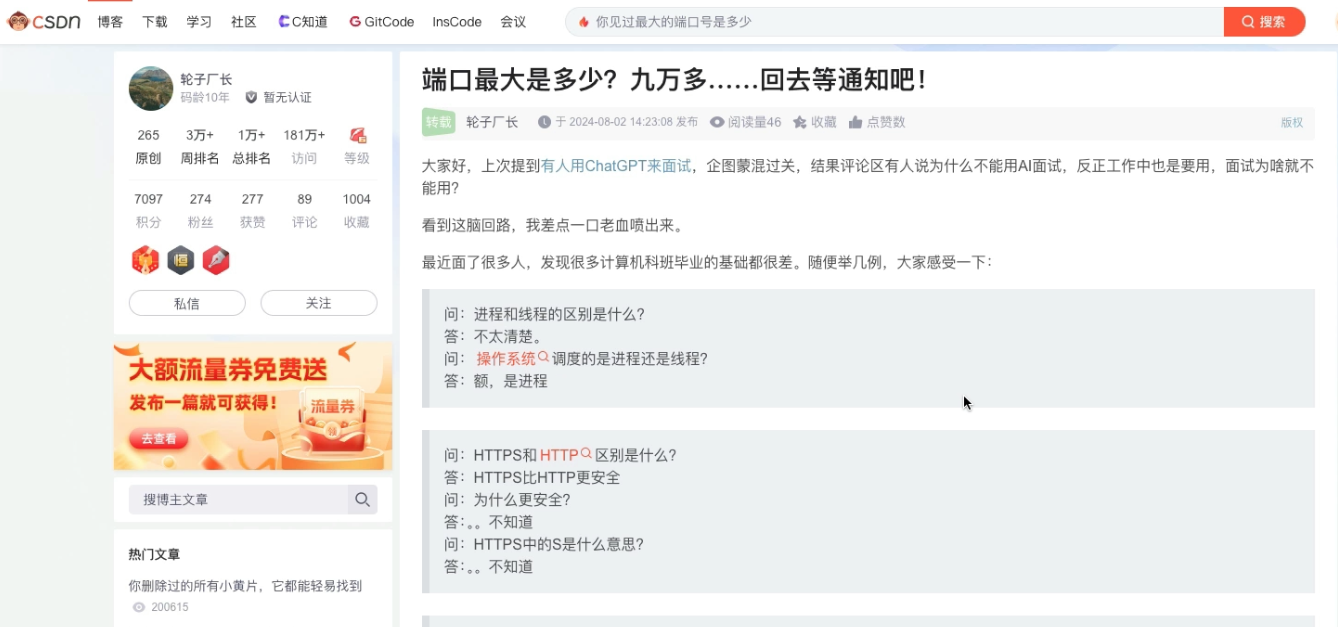 CSDN 博客 下载 学习 社区 C知道 GitCode InsCode 会议 你见过最大的端口号是多少 搜索
轮子厂长
码龄10年 暂无认证
265 3万+ 1万+ 181万+
原创 周排名 总排名 访问 等级
7097 274 277 89 1004
积分 粉丝 获赞 评论 收藏
私信 关注
大额流量券免费送
发布一篇就可获得!
流量券
领
去查看
搜博主文章
热门文章
你删除过的所有小黄片，它都能轻易找到
200615
端口最大是多少？九万多……回去等通知吧！
转载 轮子厂长 于 2024-08-02 14:23:08 发布 阅读量46 收藏 点赞数 版权
大家好，上次提到有人用ChatGPT来面试，企图蒙混过关，结果评论区有人说为什么不能用AI面试，反正工作中也是要用，面试为啥就不
能用？
看到这脑回路，我差点一口老血喷出来。
最近面了很多人，发现很多计算机科班毕业的基础都很差。随便举几例，大家感受一下：
问：进程和线程的区别是什么？
答：不太清楚。
问：操作系统调度的是进程还是线程？
答：额，是进程
问：HTTPS和HTTP区别是什么？
答：HTTPS比HTTP更安全
问：为什么更安全？
答：。。不知道
问：HTTPS中的S是什么意思？
答：。。不知道